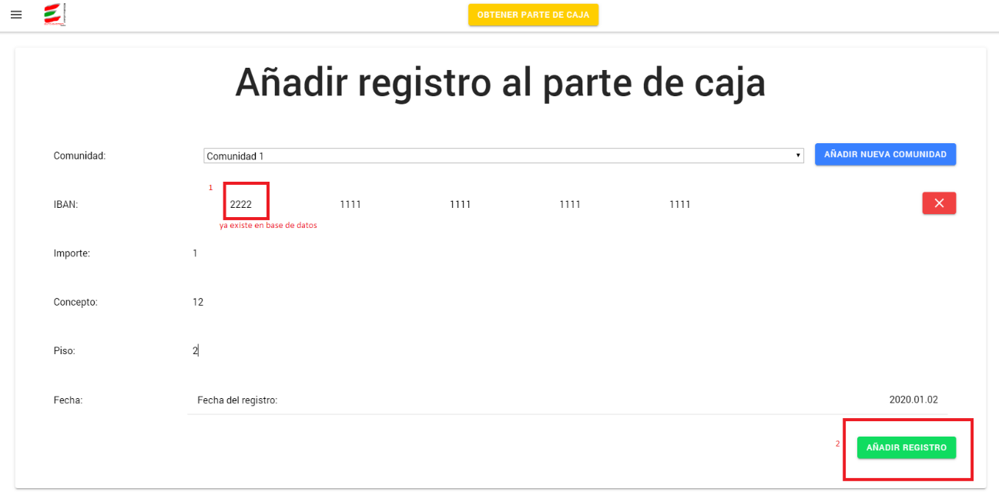 OBTENER PARTE DE CAJA
Añadir registro al parte de caja
Comunidad:
Comunidad 1
AÑADIR NUEVA COMUNIDAD
1
IBAN:
2222 1111 1111 1111 1111
ya existe en base de datos
Importe: 1
Concepto: 12
Piso: 2
Fecha: Fecha del registro: 2020.01.02
2
AÑADIR REGISTRO